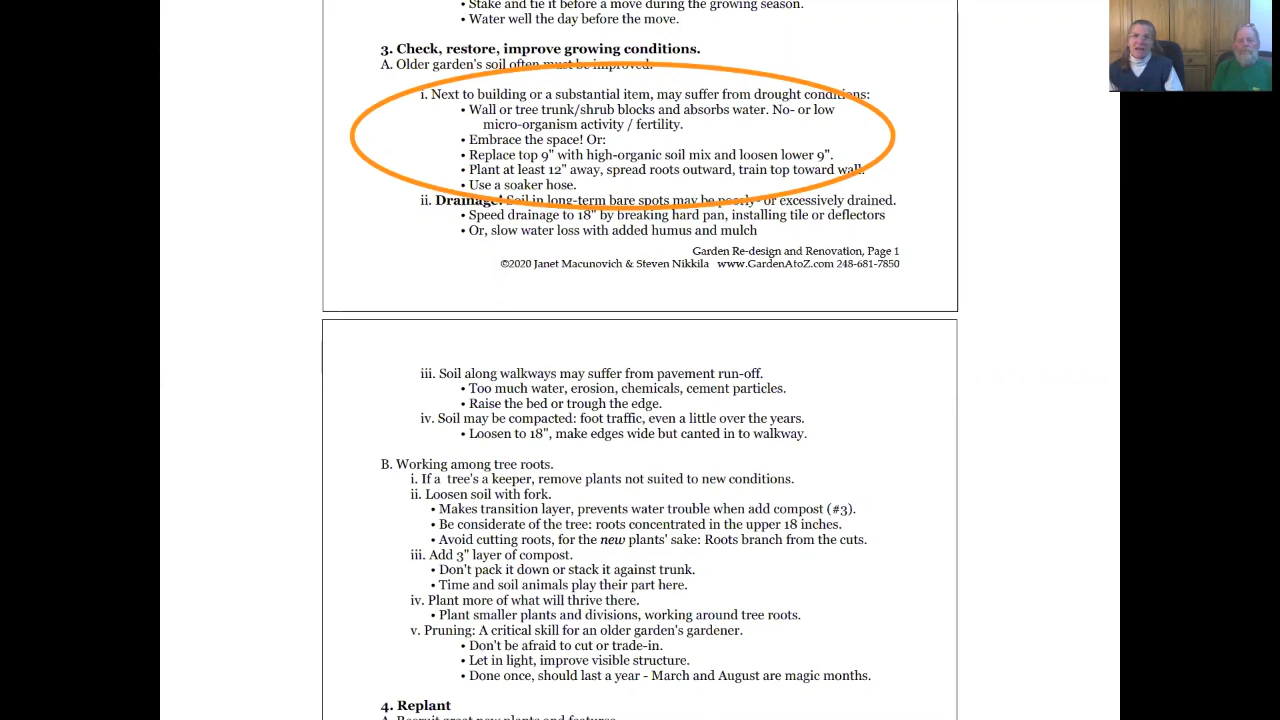 • Stake and tie it before a move during the growing season.
• Water well the day before the move.
3. Check, restore, improve growing conditions.
A. Older garden's soil often must be improved.
i. Next to building or a substantial item, may suffer from drought conditions:
• Wall or tree trunk/shrub blocks and absorbs water. No- or low
micro-organism activity / fertility.
• Embrace the space! Or:
• Replace top 9" with high-organic soil mix and loosen lower 9".
• Plant at least 12" away, spread roots outward, train top toward wall.
• Use a soaker hose.
ii. Drainage! Soil in long-term bare spots may be poorly- or excessively drained.
• Speed drainage to 18" by breaking hard pan, installing tile or deflectors
• Or, slow water loss with added humus and mulch
Garden Re-design and Renovation, Page 1
©2020 Janet Macunovich & Steven Nikkila www.GardenAtoZ.com 248-681-7850
iii. Soil along walkways may suffer from pavement run-off.
• Too much water, erosion, chemicals, cement particles.
• Raise the bed or trough the edge.
iv. Soil may be compacted: foot traffic, even a little over the years.
• Loosen to 18", make edges wide but canted in to walkway.
B. Working among tree roots.
i. If a tree's a keeper, remove plants not suited to new conditions.
ii. Loosen soil with fork.
• Makes transition layer, prevents water trouble when add compost (#3).
• Be considerate of the tree: roots concentrated in the upper 18 inches.
• Avoid cutting roots, for the new plants' sake: Roots branch from the cuts.
iii. Add 3" layer of compost.
• Don't pack it down or stack it against trunk.
• Time and soil animals play their part here.
iv. Plant more of what will thrive there.
• Plant smaller plants and divisions, working around tree roots.
v. Pruning: A critical skill for an older garden's gardener.
• Don't be afraid to cut or trade-in.
• Let in light, improve visible structure.
• Done once, should last a year - March and August are magic months.
4. Replant
A. Recruit great new plants and features.